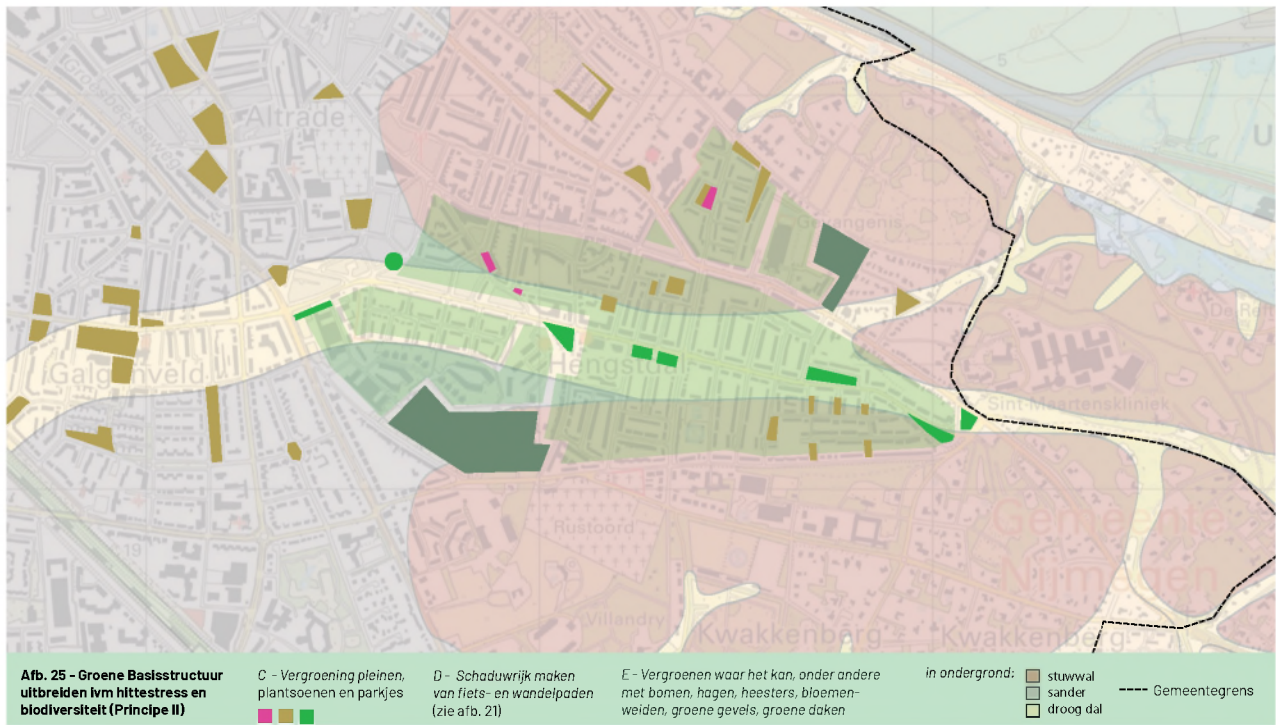 Altrade
Groesbeekseweg
5
U
Gevangenis
De Ren
Galgenveld
Hengstdal
Sint Maartenskliniek
Rustoord
Gemeente
Nijmegen
19
Villandry
Kwakkenberg
Kwakkenberg
Afb. 25 - Groene Basisstructuur
uitbreiden ivm hittestress en
biodiversiteit (Principe II)
C - Vergroening pleinen,
plantsoenen en parkjes
D - Schaduwrijk maken
van fiets- en wandelpaden
(zie afb. 21)
E - Vergroenen waar het kan, onder andere
met bomen, hagen, heesters, bloemen-
weiden, groene gevels, groene daken
in ondergrond:
stuwwal
sander
droog dal
Gemeentegrens